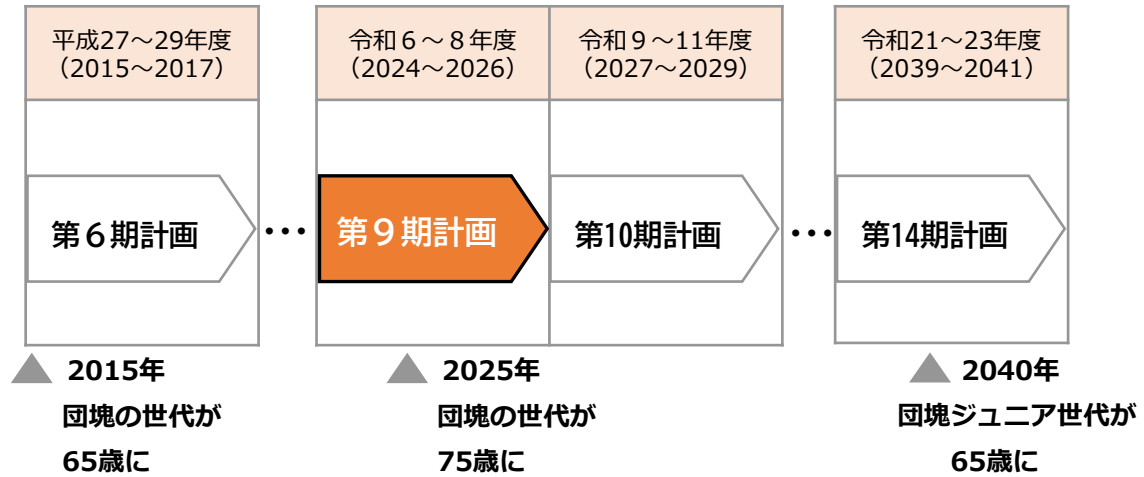 平成27～29年度
（2015～2017）
令和６～８年度
（2024～2026）
令和９～11年度
（2027～2029）
令和21～23年度
（2039～2041）
第６期計画
･･･
第９期計画
第10期計画
･･･
第14期計画
2015年
団塊の世代が
65歳に
2025年
団塊の世代が
75歳に
2040年
団塊ジュニア世代が
65歳に